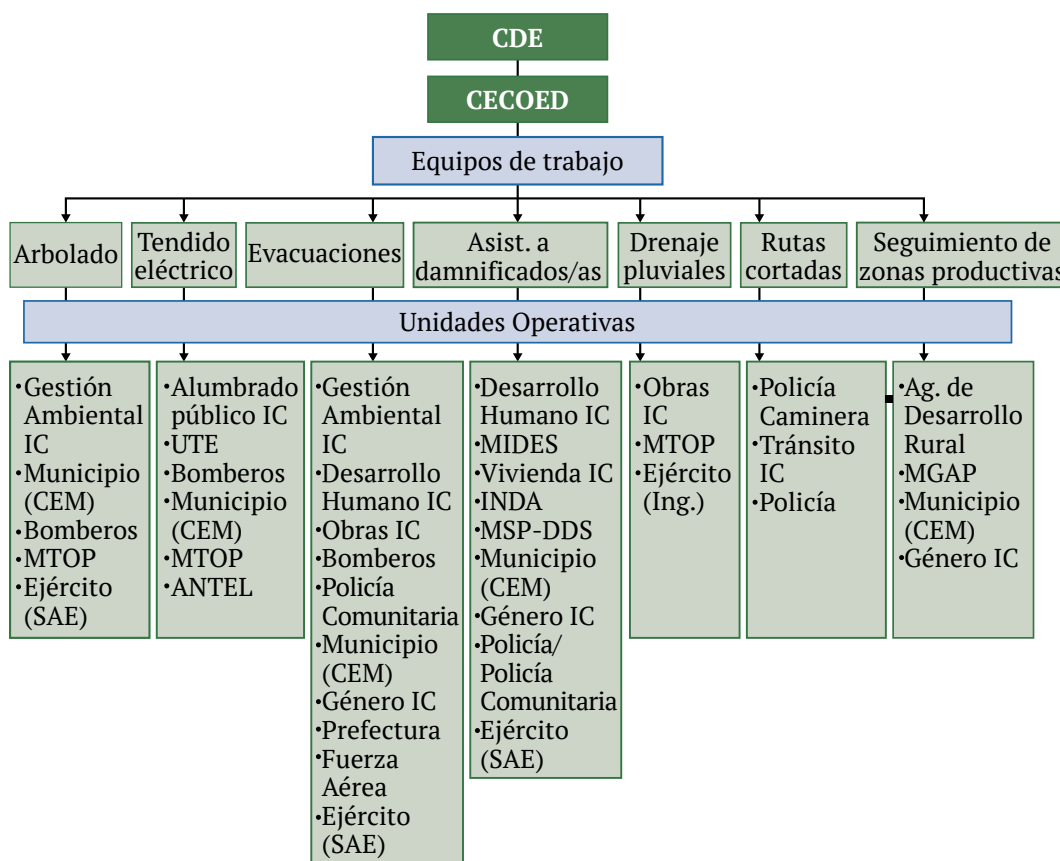 CDE
CECOED
Equipos de trabajo
Arbolado
Tendido
eléctrico
Evacuaciones
Asist. a
damnificados/as
Drenaje
pluviales
Rutas
cortadas
Seguimiento de
zonas productivas
Unidades Operativas
·Gestión
Ambiental
IC
·Municipio
(CEM)
·Bomberos
·MTOP
·Ejército
(SAE)
·Alumbrado
público IC
·UTE
·Bomberos
·Municipio
(CEM)
·MTOP
·ANTEL
·Gestión
Ambiental
IC
·Desarrollo
Humano IC
·Obras IC
·Bomberos
·Policía
Comunitaria
·Municipio
(CEM)
·Género IC
·Prefectura
·Fuerza
Aérea
·Ejército
(SAE)
·Desarrollo
Humano IC
·MIDES
·Vivienda IC
·INDA
·MSP-DDS
·Municipio
(CEM)
·Género IC
·Policía/
Policía
Comunitaria
·Ejército
(SAE)
·Obras
IC
·MTOP
·Ejército
(Ing.)
·Policía
Caminera
·Tránsito
IC
·Policía
·Ag. de
Desarrollo
Rural
·MGAP
·Municipio
(CEM)
·Género IC